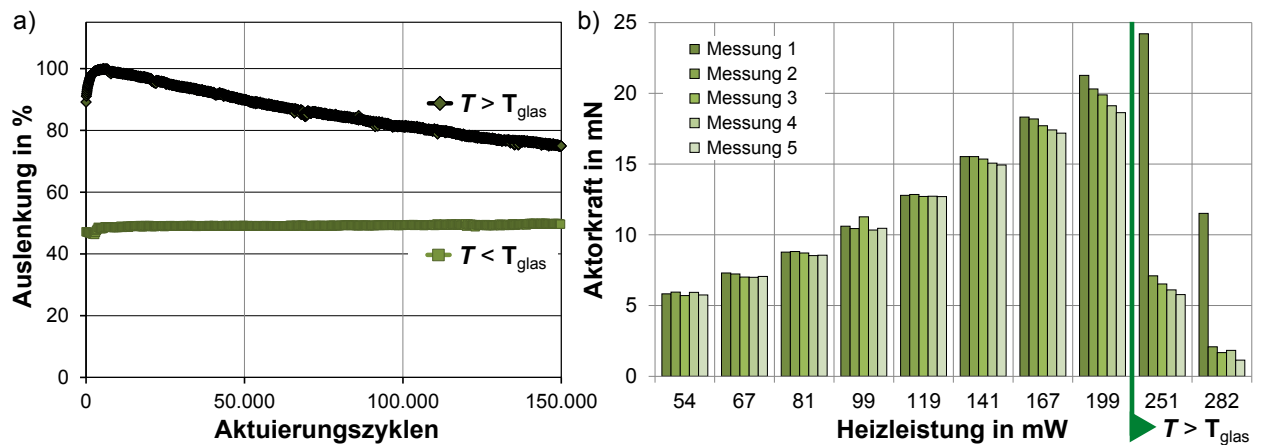 a)
Auslenkung in %
100
80
60
40
20
0
T > Tglas
T < Tglas
0 50.000 100.000 150.000
Aktuierungszyklen
b)
Aktorkraft in mN
25
20
15
10
5
0
Messung 1
Messung 2
Messung 3
Messung 4
Messung 5
54 67 81 99 119 141 167 199 251 282
Heizleistung in mW
T > Tglas